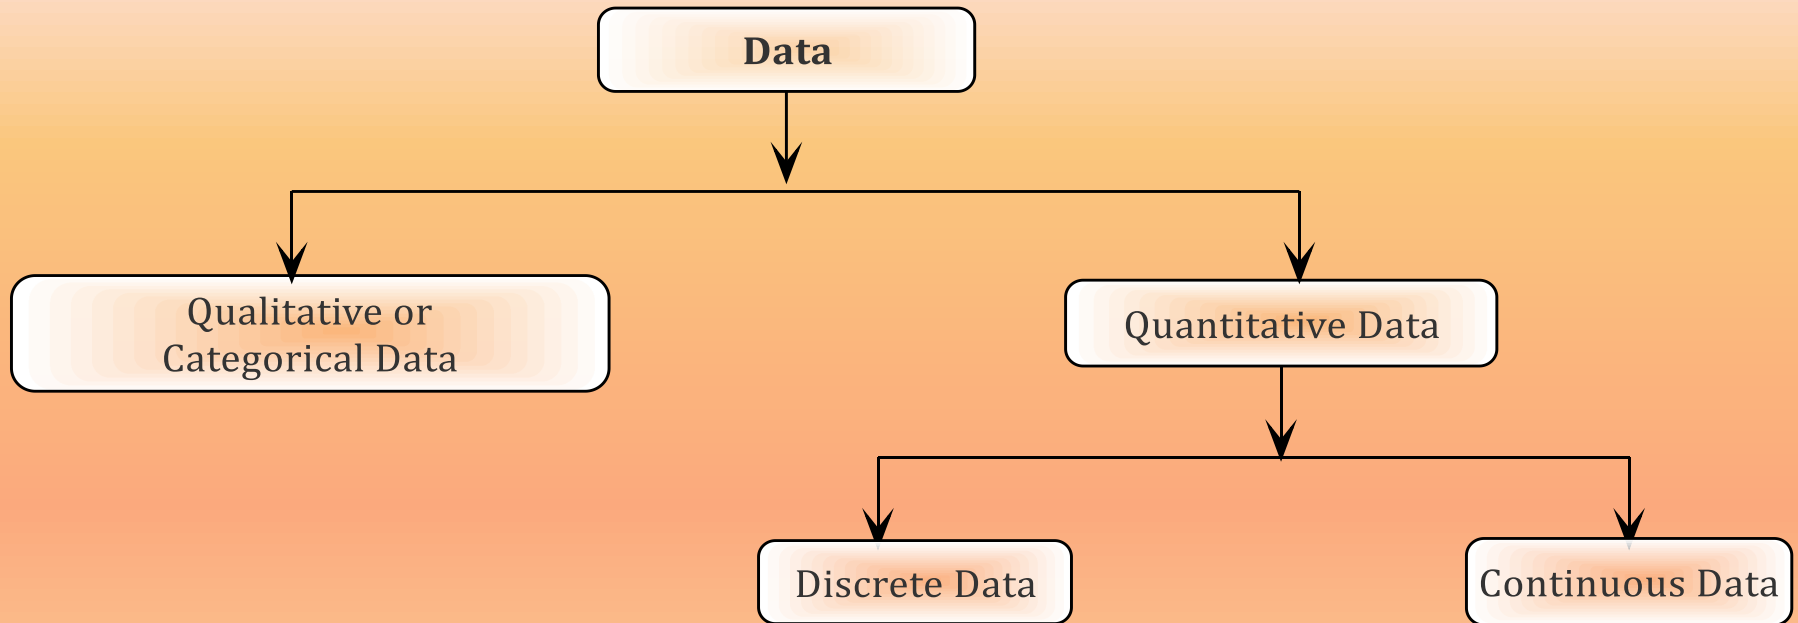 Data
Qualitative or
Categorical Data
Quantitative Data
Discrete Data
Continuous Data